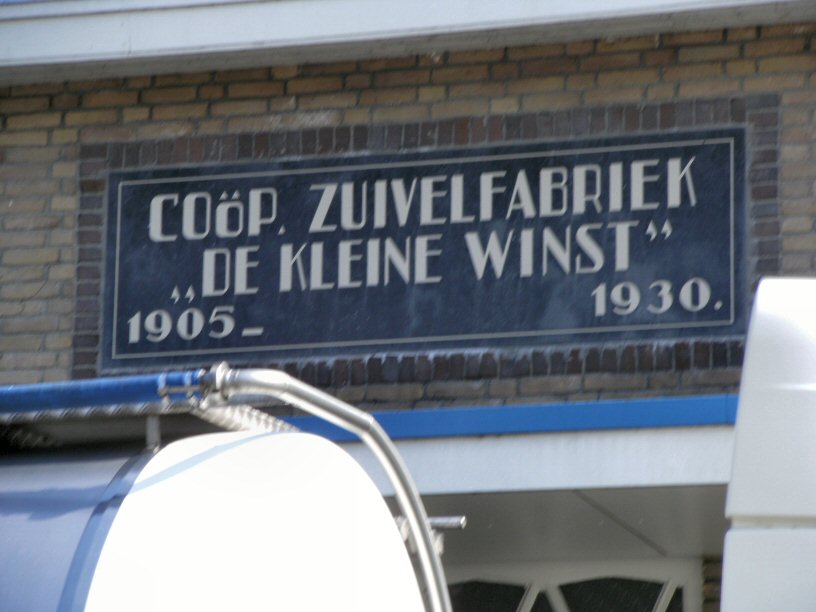 COÖP. ZUIVELFABRIEK
„DE KLEINE WINST”
1905.- 1930.